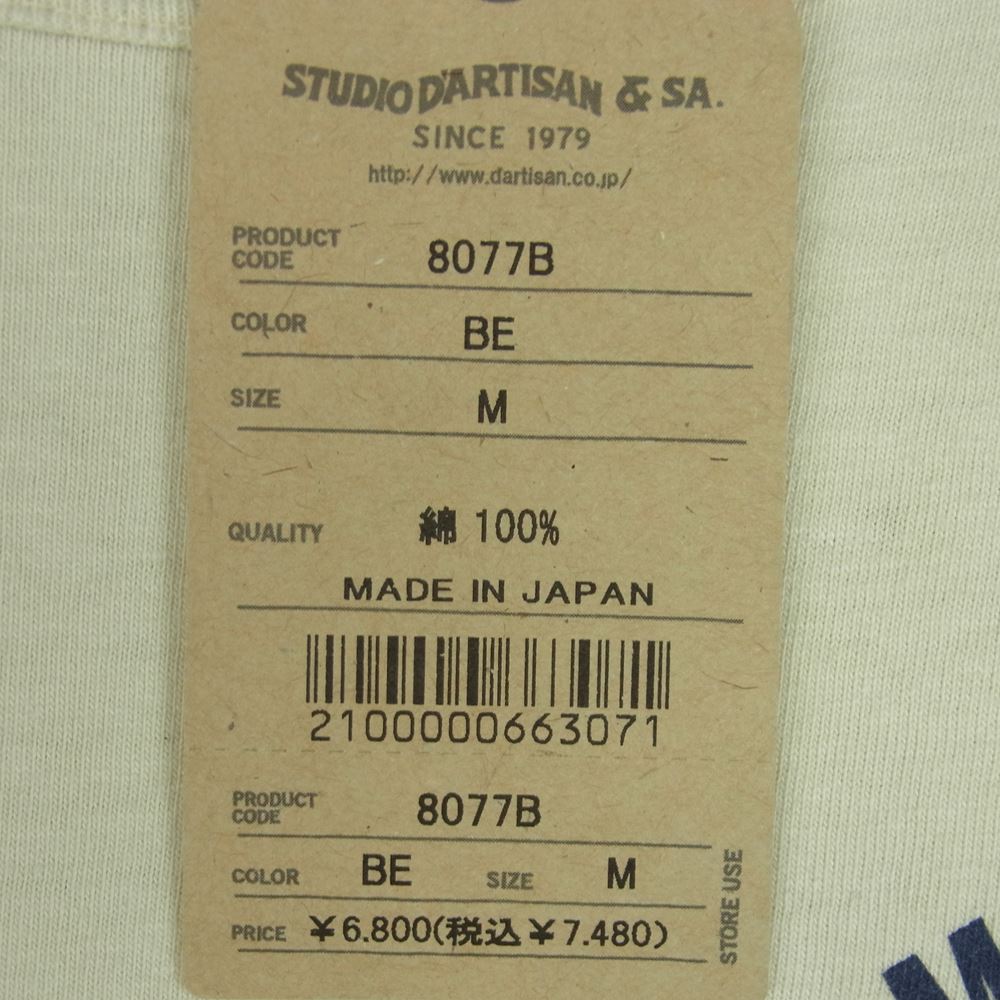 STUDIO D'ARTISAN & SA.
SINCE 1979
http://www.dartisan.co.jp/
PRODUCT CODE 8077B
COLOR BE
SIZE M
QUALITY 綿 100%
MADE IN JAPAN
2100000663071
PRODUCT CODE 8077B
COLOR BE SIZE M
PRICE ¥6.800(税込¥7.480)
STORE USE